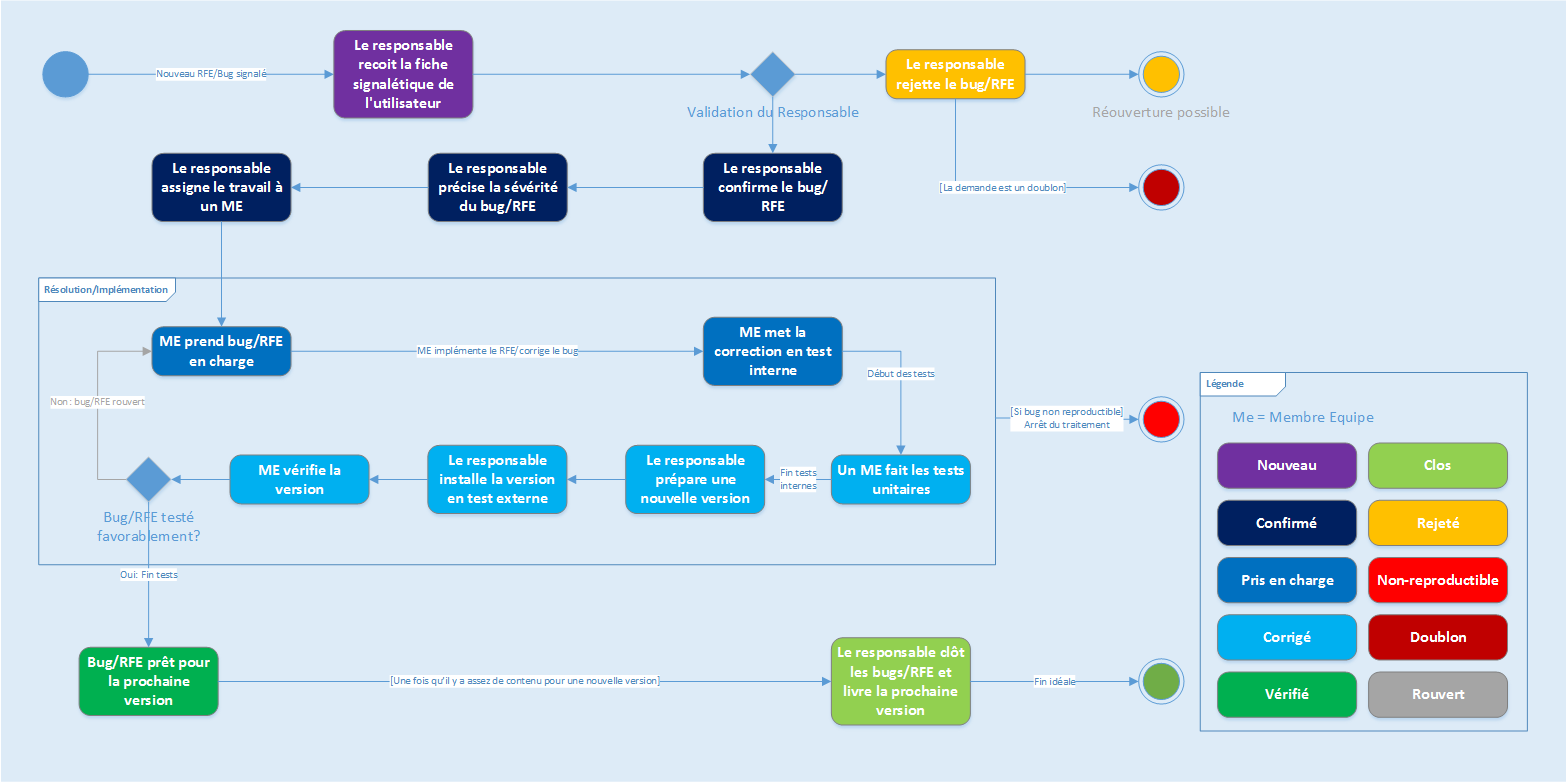 Nouveau RFE/Bug signalé
Le responsable
recoit la fiche
signalétique de
l'utilisateur
Validation du Responsable
Le responsable
rejette le bug/RFE
Réouverture possible
[La demande est un doublon]
Le responsable
confirme le bug/
RFE
Le responsable
précise la sévérité
du bug/RFE
Le responsable
assigne le travail à
un ME
Résolution/Implémentation
ME prend bug/RFE
en charge
ME implémente le RFE/corrige le bug
ME met la
correction en test
interne
Début des tests
Non : bug/RFE rouvert
Un ME fait les tests
unitaires
Fin tests
internes
Le responsable
prépare une
nouvelle version
Le responsable
installe la version
en test externe
ME vérifie la
version
Bug/RFE testé
favorablement?
[Si bug non reproductible]
Arrêt du traitement
Oui: Fin tests
Bug/RFE prêt pour
la prochaine
version
[Une fois qu'il y a assez de contenu pour une nouvelle version]
Le responsable clôt
les bugs/RFE et
livre la prochaine
version
Fin idéale
Légende
Me = Membre Equipe
Nouveau
Clos
Confirmé
Rejeté
Pris en charge
Non-reproductible
Corrigé
Doublon
Vérifié
Rouvert